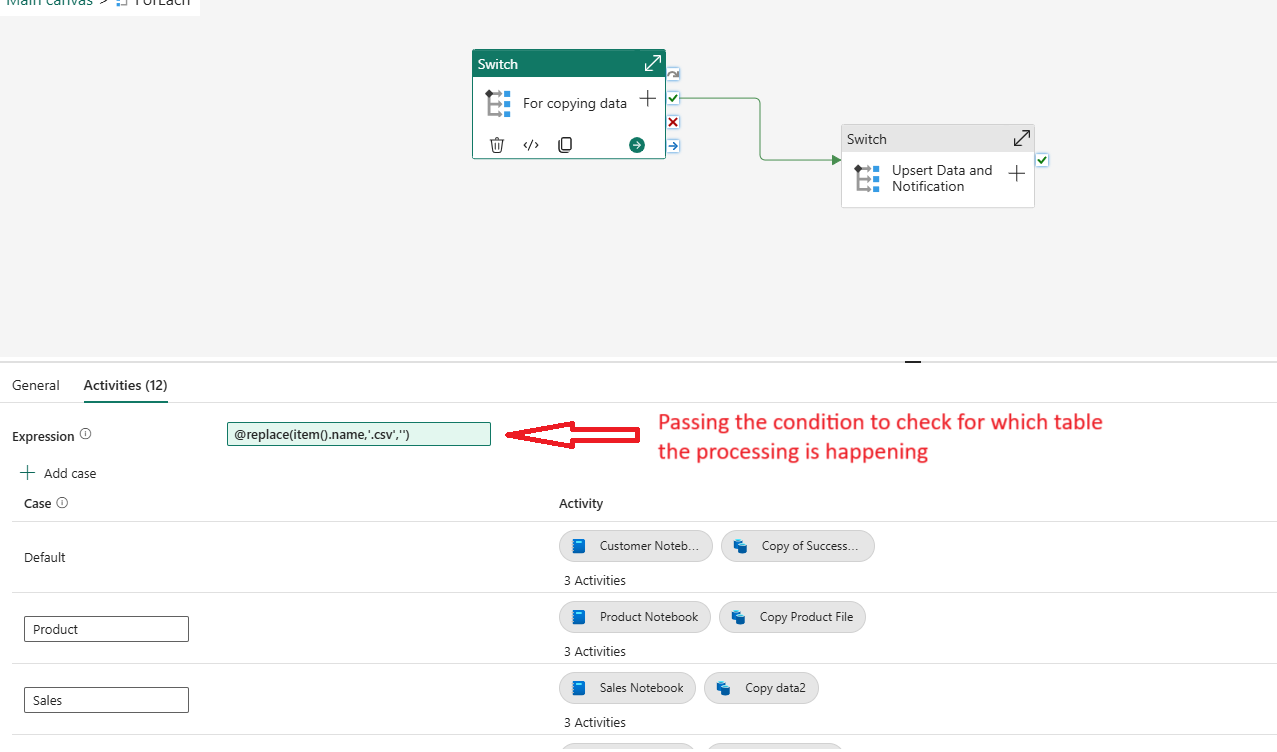 Main canvas > ForEach
Switch
For copying data
Switch
Upsert Data and
Notification
General Activities (12)
Expression @replace(item().name,'.csv','')
Passing the condition to check for which table
the processing is happening
Add case
Case Activity
Default Customer Noteb... Copy of Success...
3 Activities
Product Product Notebook Copy Product File
3 Activities
Sales Sales Notebook Copy data2
3 Activities